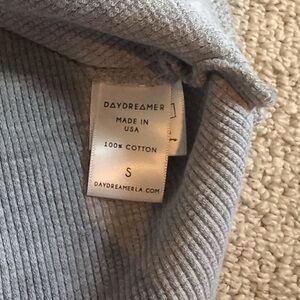 DAYDREAMER
MADE IN
USA
100% COTTON
S
DAYDREAMERLA.COM